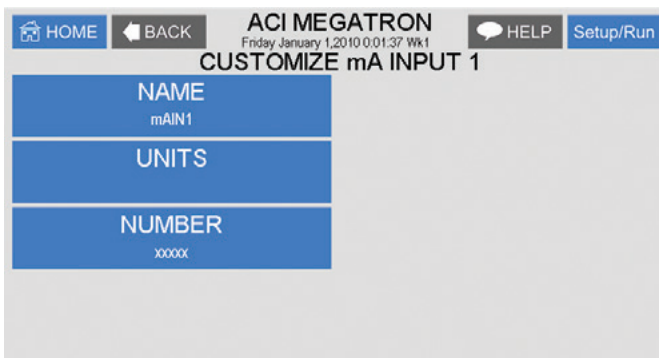 HOME
BACK
ACI MEGATRON
Friday January 1,2010 0:01:37 Wk1
HELP
Setup/Run
CUSTOMIZE mA INPUT 1
NAME
mAIN1
UNITS
NUMBER
xxxxx